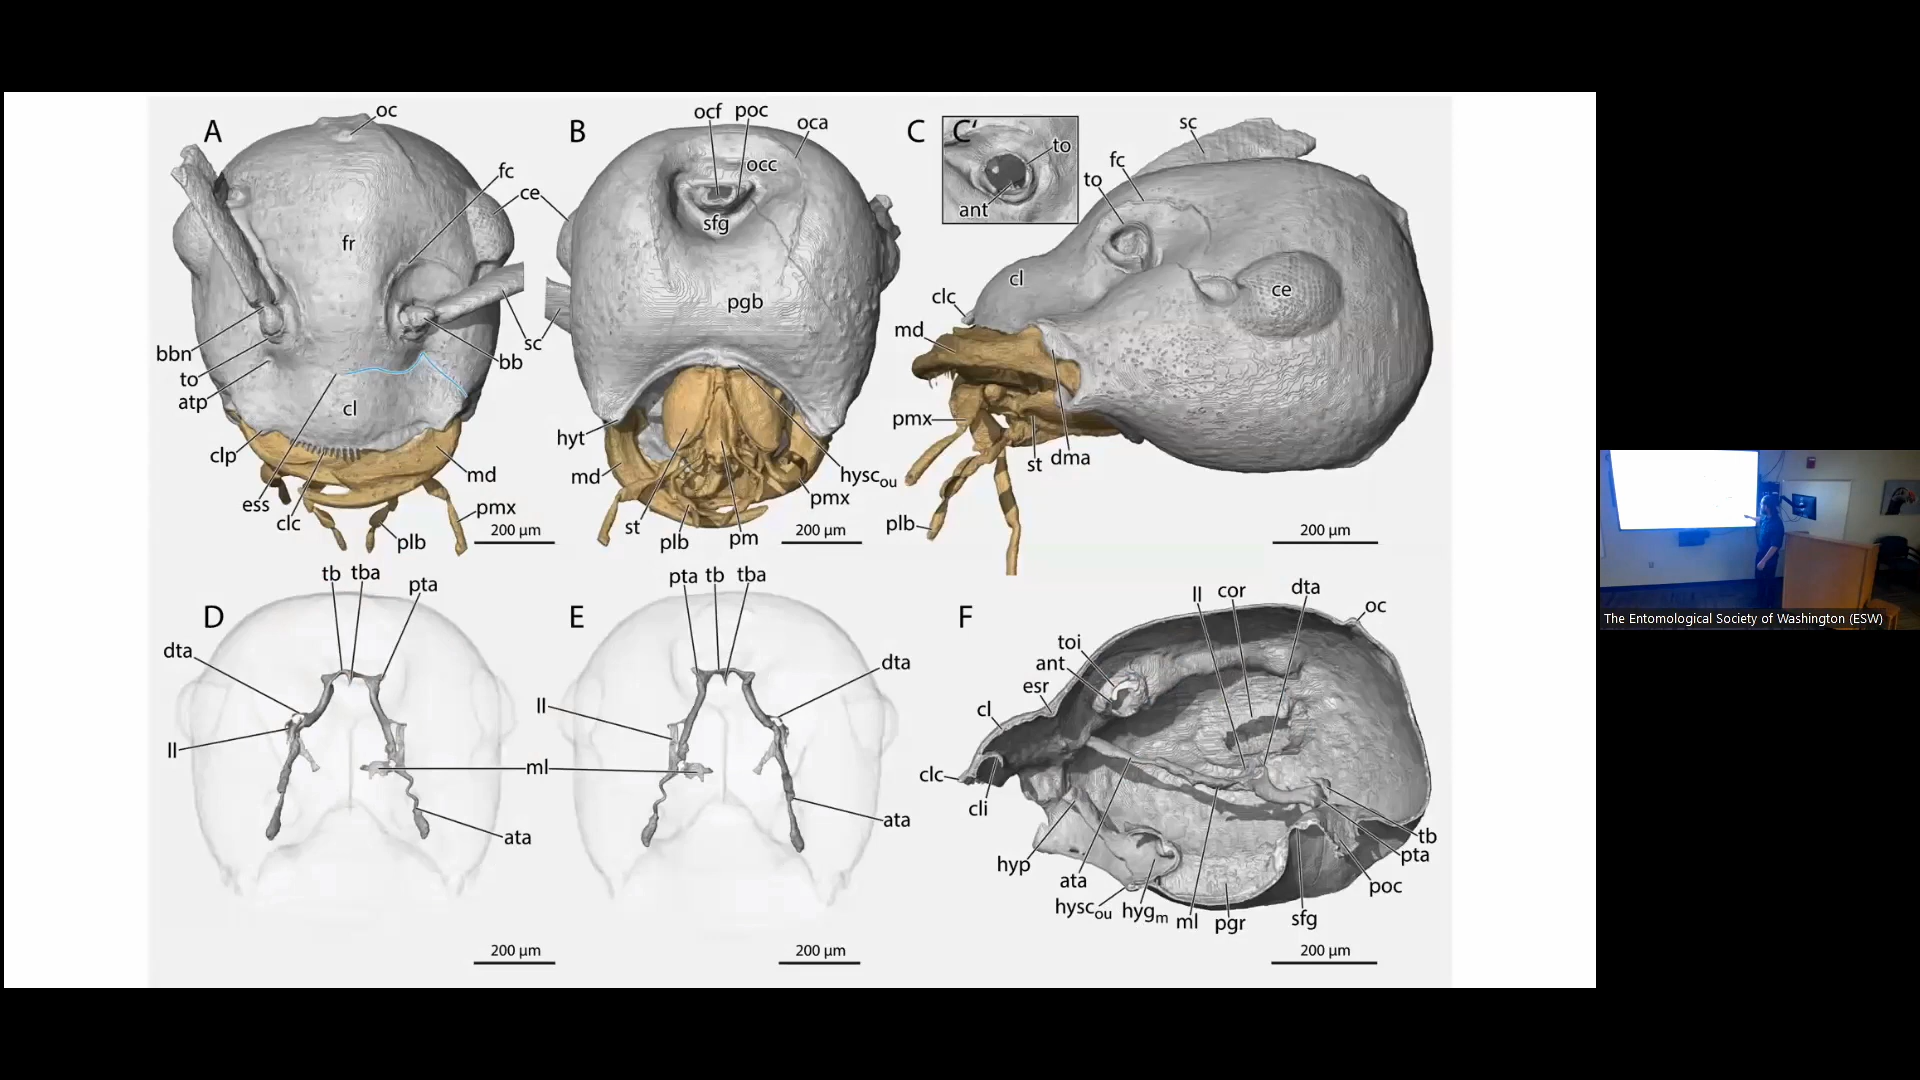 A
oc
fc
ce
fr
bbn
to
atp
sc
bb
cl
clp
md
ess
clc
pmx
plb
200 µm
B
ocf
poc
oca
occ
sfg
pgb
hyt
md
hyscou
pmx
st
plb
pm
200 µm
C
C′
to
ant
sc
fc
to
cl
clc
ce
md
pmx
st
dma
plb
200 µm
D
tb
tba
pta
dta
ll
ml
ata
200 µm
E
pta
tb
tba
dta
ll
ata
200 µm
F
ll
cor
dta
oc
toi
ant
esr
cl
clc
cli
hyp
ata
hyscou
hygm
ml
pgr
sfg
poc
pta
tb
200 µm
The Entomological Society of Washington (ESW)